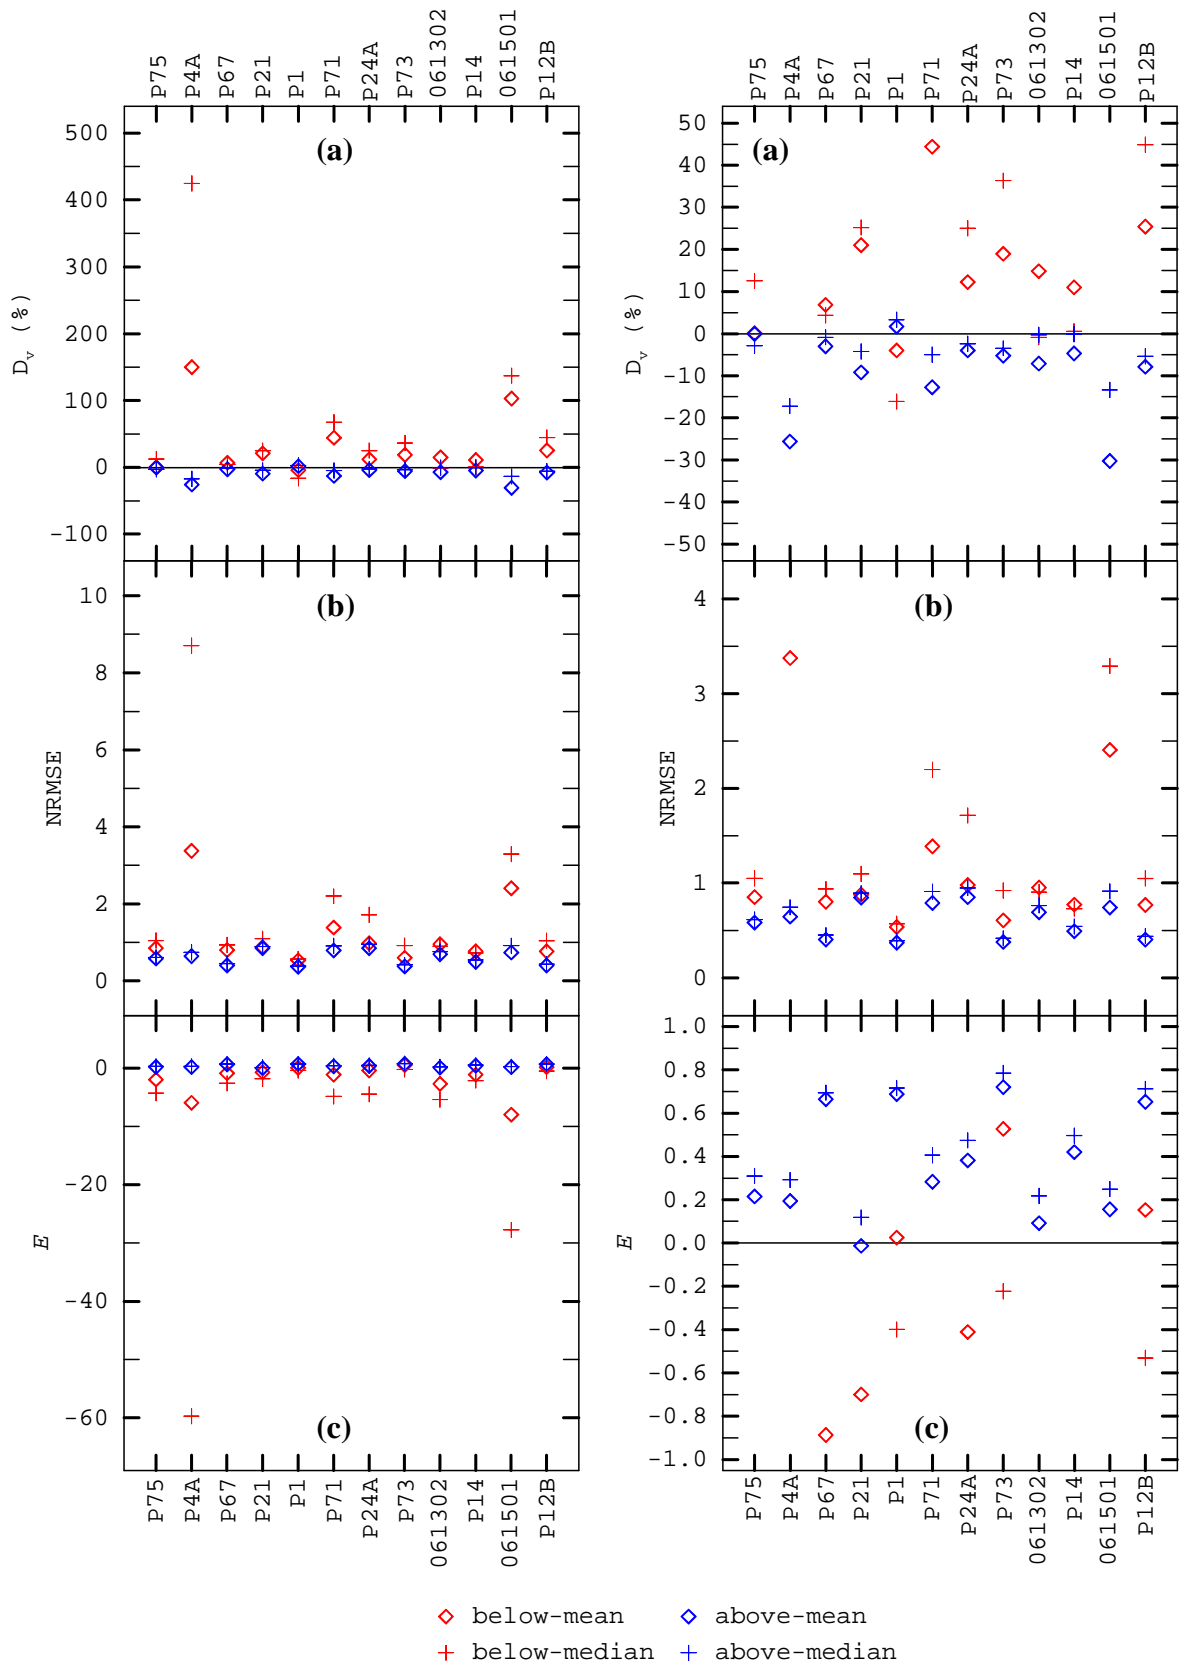 P75 P4A P67 P21 P1 P71 P24A P73 061302 P14 061501 P12B
(a)
500
400
300
200
100
0
-100
D_v (%)
(b)
10
8
6
4
2
0
NRMSE
0
-20
-40
-60
E
(c)
P75 P4A P67 P21 P1 P71 P24A P73 061302 P14 061501 P12B
P75 P4A P67 P21 P1 P71 P24A P73 061302 P14 061501 P12B
(a)
50
40
30
20
10
0
-10
-20
-30
-40
-50
D_v (%)
(b)
4
3
2
1
0
NRMSE
1.0
0.8
0.6
0.4
0.2
0.0
-0.2
-0.4
-0.6
-0.8
-1.0
E
(c)
P75 P4A P67 P21 P1 P71 P24A P73 061302 P14 061501 P12B
below-mean above-mean
below-median above-median